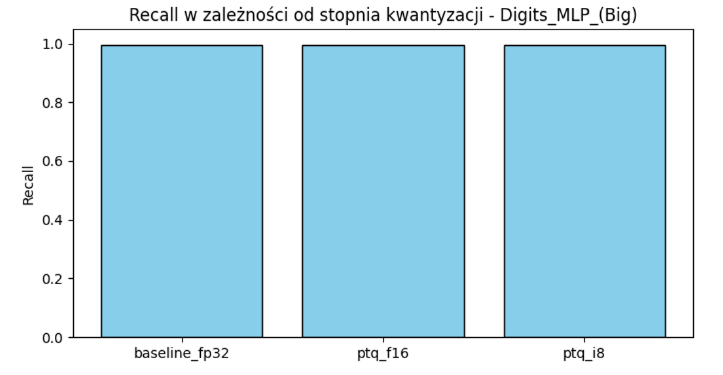 Recall w zależności od stopnia kwantyzacji - Digits_MLP_(Big)
1.0
0.8
0.6
0.4
0.2
0.0
Recall
baseline_fp32 ptq_f16 ptq_i8